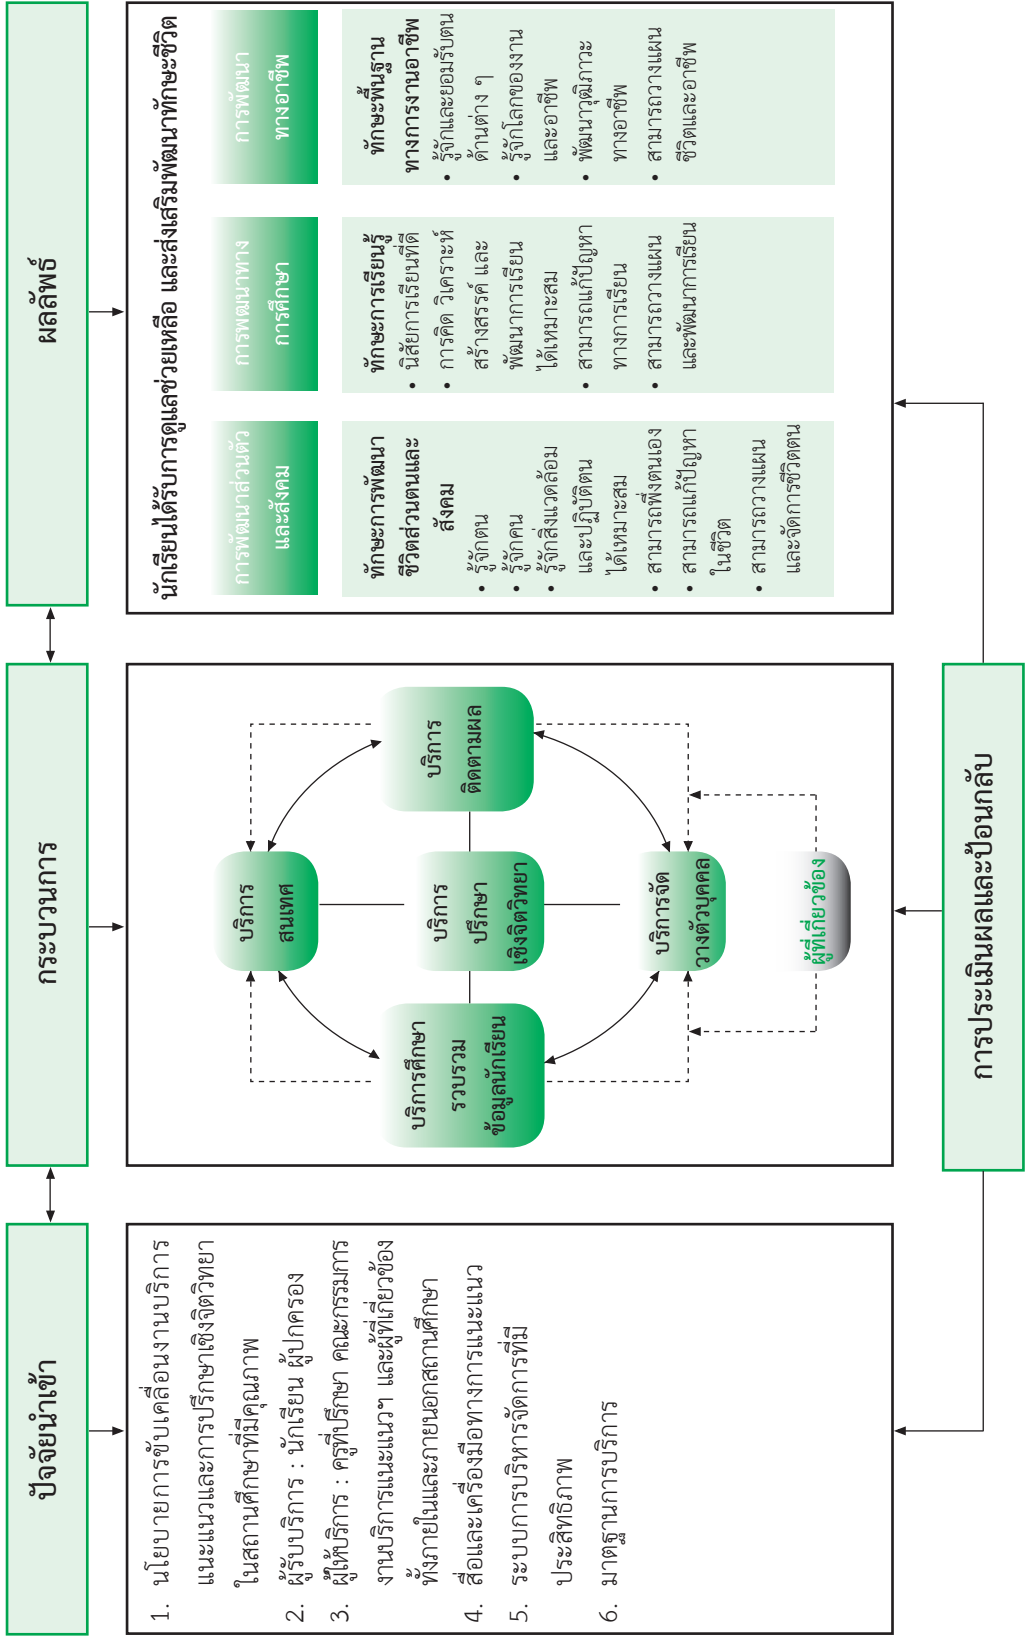 ปัจจัยนำเข้า
1. นโยบายการขับเคลื่อนงานบริการ
แนะแนวและการปรึกษาเชิงจิตวิทยา
ในสถานศึกษาที่มีคุณภาพ
2. ผู้รับบริการ : นักเรียน ผู้ปกครอง
3. ผู้ให้บริการ : ครูที่ปรึกษา คณะกรรมการ
งานบริการแนะแนวฯ และผู้ที่เกี่ยวข้อง
ทั้งภายในและภายนอกสถานศึกษา
4. สื่อและเครื่องมือทางการแนะแนว
5. ระบบการบริหารจัดการที่มี
ประสิทธิภาพ
6. มาตฐานการบริการ
กระบวนการ
บริการ
สนเทศ
บริการศึกษา
รวบรวม
ข้อมูลนักเรียน
บริการ
ปรึกษา
เชิงจิตวิทยา
บริการ
ติดตามผล
บริการจัด
วางตัวบุคคล
ผู้ที่เกี่ยวข้อง
ผลลัพธ์
นักเรียนได้รับการดูแลช่วยเหลือ และส่งเสริมพัฒนาทักษะชีวิต
การพัฒนาส่วนตัว
และสังคม
ทักษะการพัฒนา
ชีวิตส่วนตนและ
สังคม
• รู้จักตน
• รู้จักคน
• รู้จักสิ่งแวดล้อม
และปฏิบัติตน
ได้เหมาะสม
• สามารถพึ่งตนเอง
• สามารถแก้ปัญหา
ในชีวิต
• สามารถวางแผน
และจัดการชีวิตตน
การพัฒนาทาง
การศึกษา
ทักษะการเรียนรู้
• นิสัยการเรียนที่ดี
• การคิด วิเคราะห์
สร้างสรรค์ และ
พัฒนาการเรียน
ได้เหมาะสม
• สามารถแก้ปัญหา
ทางการเรียน
• สามารถวางแผน
และพัฒนาการเรียน
การพัฒนา
ทางอาชีพ
ทักษะพื้นฐาน
ทางการงานอาชีพ
• รู้จักและยอมรับตน
ด้านต่าง ๆ
• รู้จักโลกของงาน
และอาชีพ
• พัฒนาวุฒิภาวะ
ทางอาชีพ
• สามารถวางแผน
ชีวิตและอาชีพ
การประเมินผลและป้อนกลับ